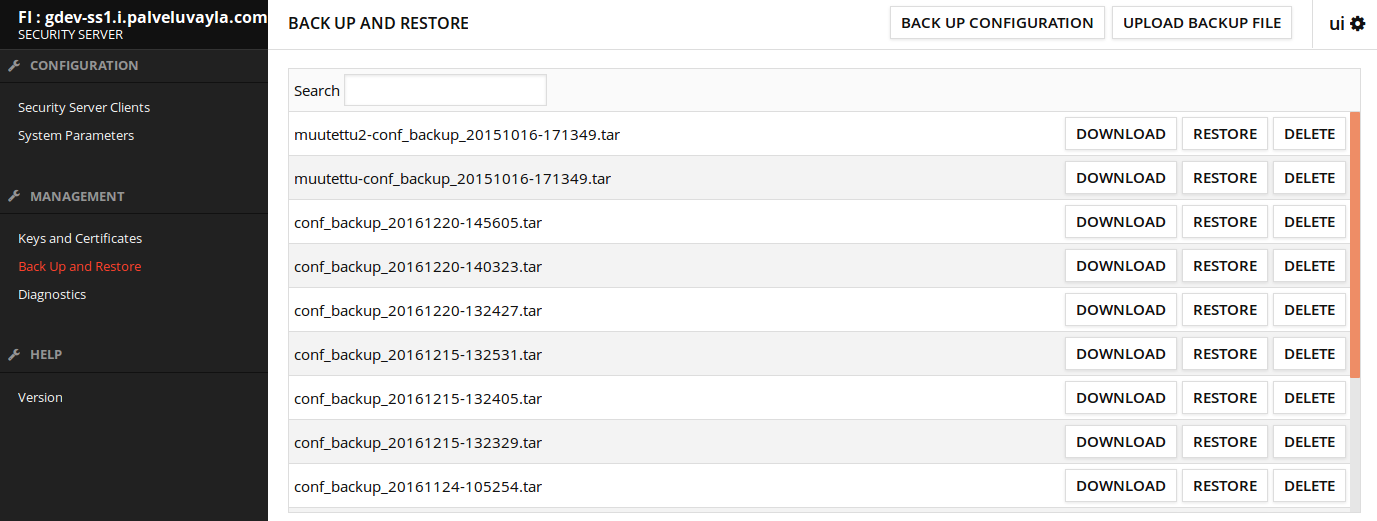 FI : gdev-ss1.i.palveluvayla.com
SECURITY SERVER
BACK UP AND RESTORE
BACK UP CONFIGURATION
UPLOAD BACKUP FILE
ui
CONFIGURATION
Security Server Clients
System Parameters
MANAGEMENT
Keys and Certificates
Back Up and Restore
Diagnostics
HELP
Version
Search
muutettu2-conf_backup_20151016-171349.tar DOWNLOAD RESTORE DELETE
muutettu-conf_backup_20151016-171349.tar DOWNLOAD RESTORE DELETE
conf_backup_20161220-145605.tar DOWNLOAD RESTORE DELETE
conf_backup_20161220-140323.tar DOWNLOAD RESTORE DELETE
conf_backup_20161220-132427.tar DOWNLOAD RESTORE DELETE
conf_backup_20161215-132531.tar DOWNLOAD RESTORE DELETE
conf_backup_20161215-132405.tar DOWNLOAD RESTORE DELETE
conf_backup_20161215-132329.tar DOWNLOAD RESTORE DELETE
conf_backup_20161124-105254.tar DOWNLOAD RESTORE DELETE